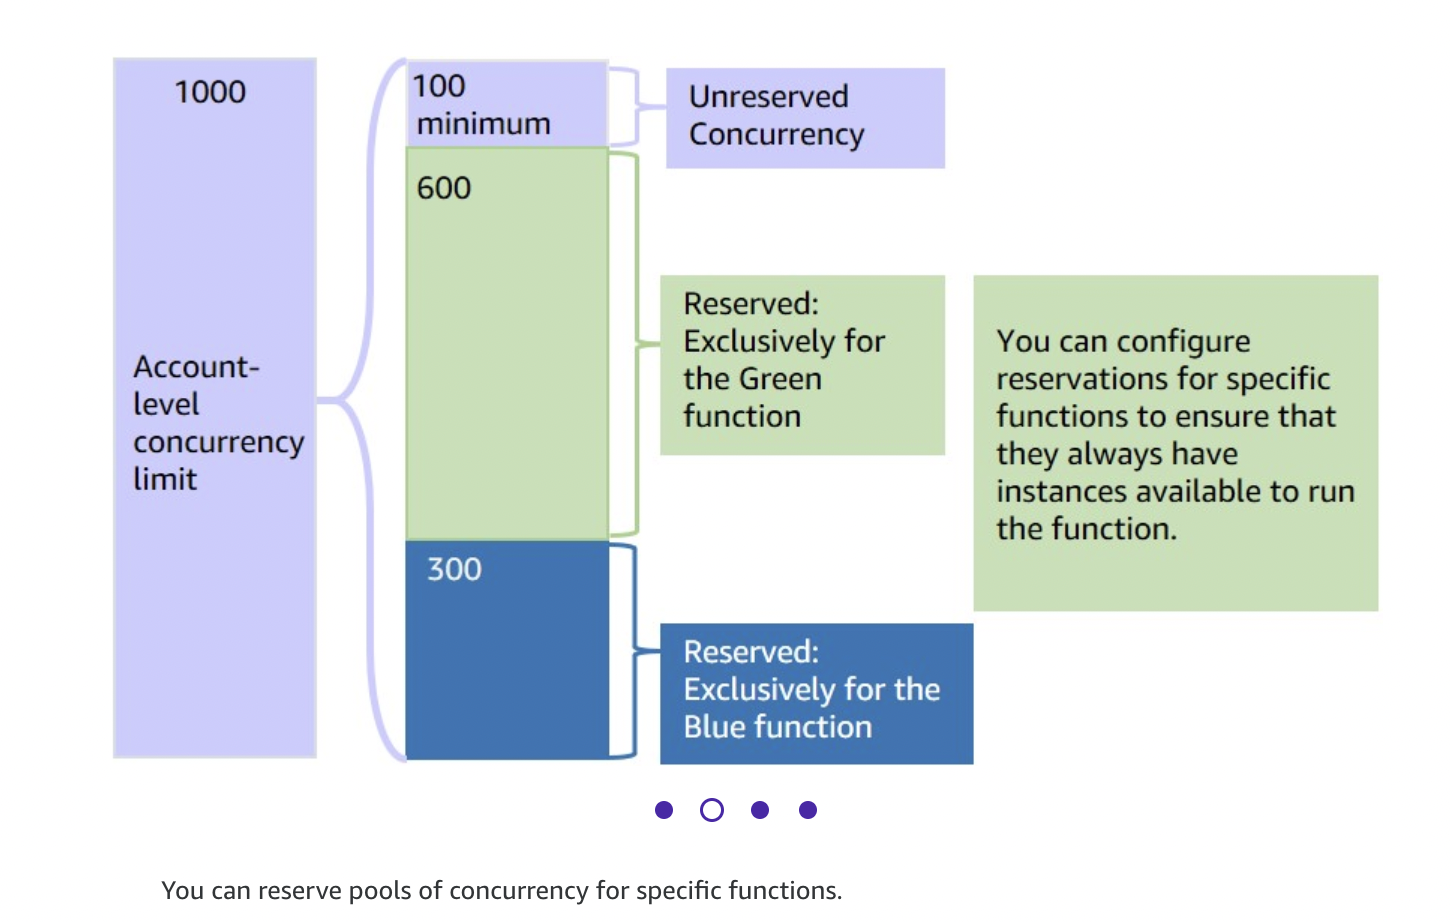 1000
Account-
level
concurrency
limit
100
minimum
600
300
Unreserved
Concurrency
Reserved:
Exclusively for
the Green
function
You can configure
reservations for specific
functions to ensure that
they always have
instances available to run
the function.
Reserved:
Exclusively for the
Blue function
You can reserve pools of concurrency for specific functions.